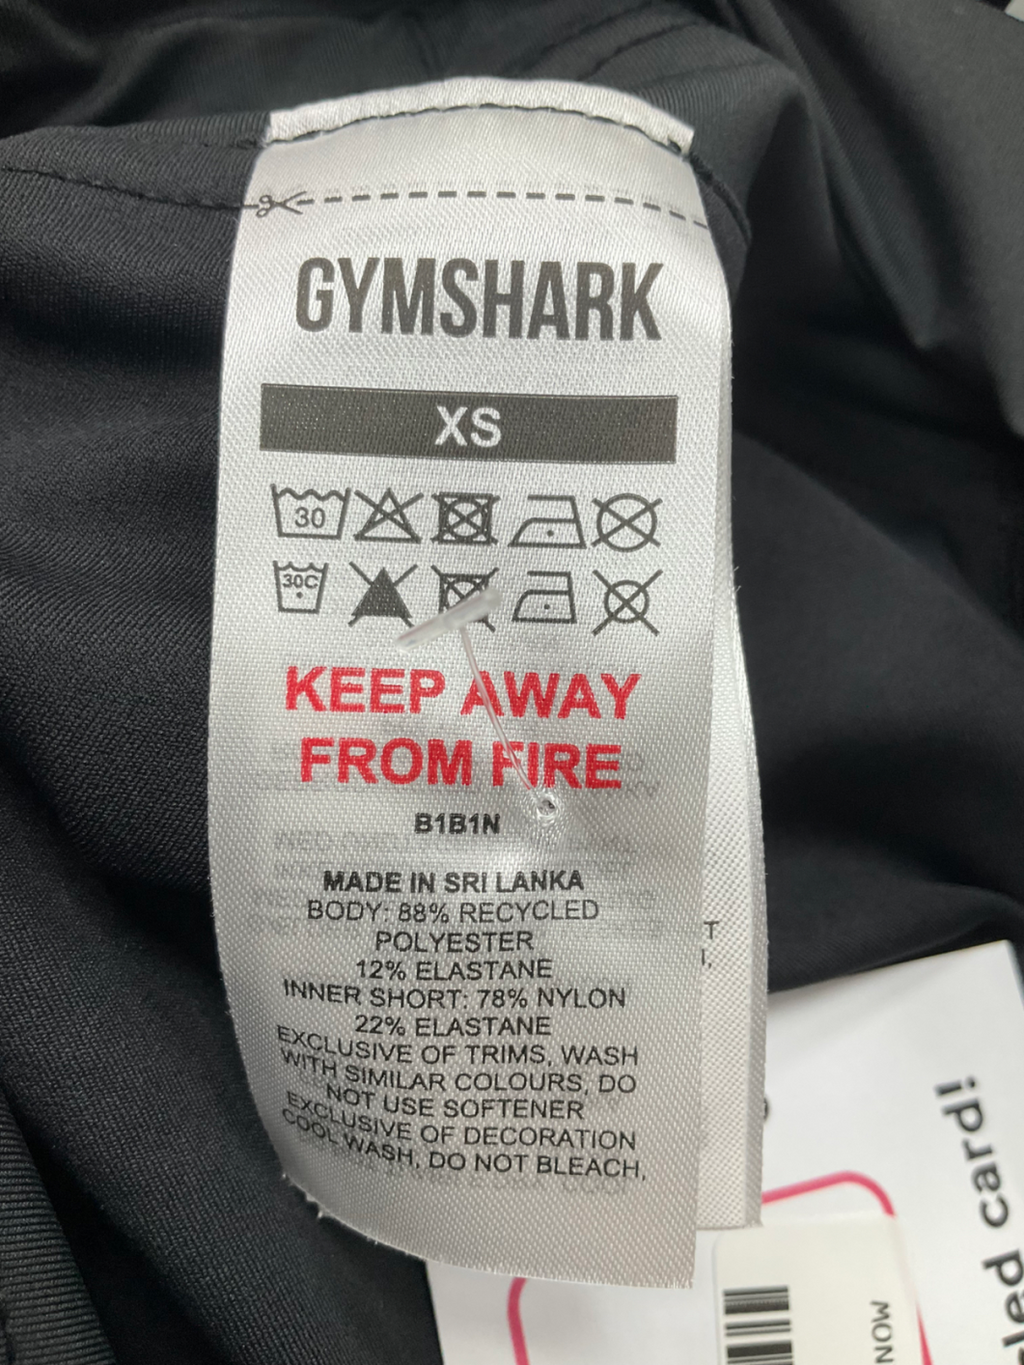 GYMSHARK
XS
30
30C
KEEP AWAY
FROM FIRE
B1B1N
MADE IN SRI LANKA
BODY: 88% RECYCLED
POLYESTER
12% ELASTANE
INNER SHORT: 78% NYLON
22% ELASTANE
EXCLUSIVE OF TRIMS, WASH
WITH SIMILAR COLOURS, DO
NOT USE SOFTENER
EXCLUSIVE OF DECORATION
COOL WASH, DO NOT BLEACH,
card!